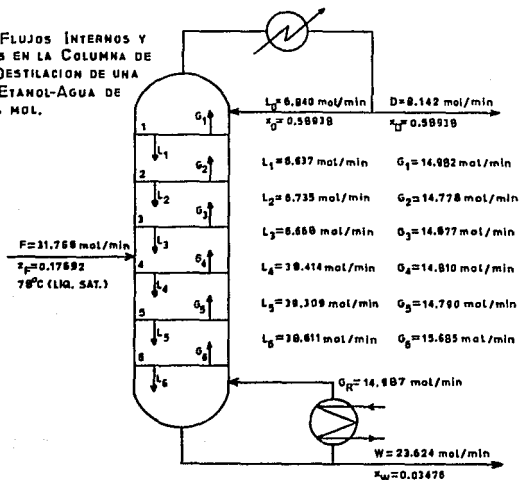 FLUJOS INTERNOS Y
S EN LA COLUMNA DE
DESTILACION DE UNA
ETANOL-AGUA DE
MOL.
L₀=6.840 mol/min D=8.142 mol/min
x₀=0.58938 x_D=0.58938
1 G₁
L₁ L₁=6.637 mol/min G₁=14.982 mol/min
2 G₂
L₂ L₂=6.735 mol/min G₂=14.778 mol/min
3 G₃
L₃ L₃=6.668 mol/min G₃=14.877 mol/min
F=31.766 mol/min
z_F=0.17692
78°C (LIQ. SAT.)
4 G₄
L₄ L₄=38.414 mol/min G₄=14.810 mol/min
5 G₅
L₅ L₅=39.309 mol/min G₅=14.790 mol/min
6 G₆
L₆ L₆=38.611 mol/min G₆=15.685 mol/min
G_R=14.987 mol/min
W=23.624 mol/min
x_W=0.03476